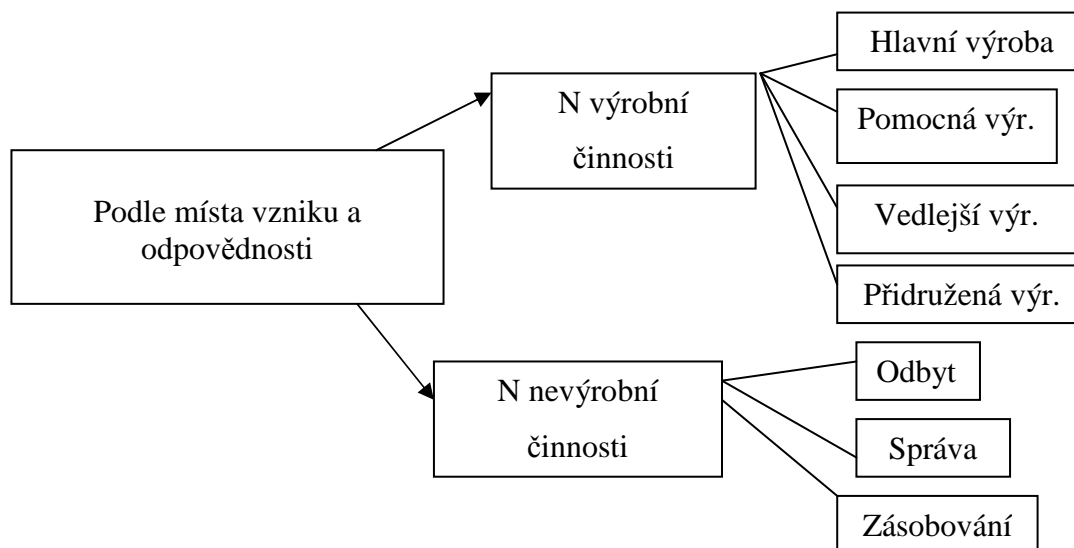 Podle místa vzniku a
odpovědnosti
N výrobní
činnosti
Hlavní výroba
Pomocná výr.
Vedlejší výr.
Přidružená výr.
N nevýrobní
činnosti
Odbyt
Správa
Zásobování